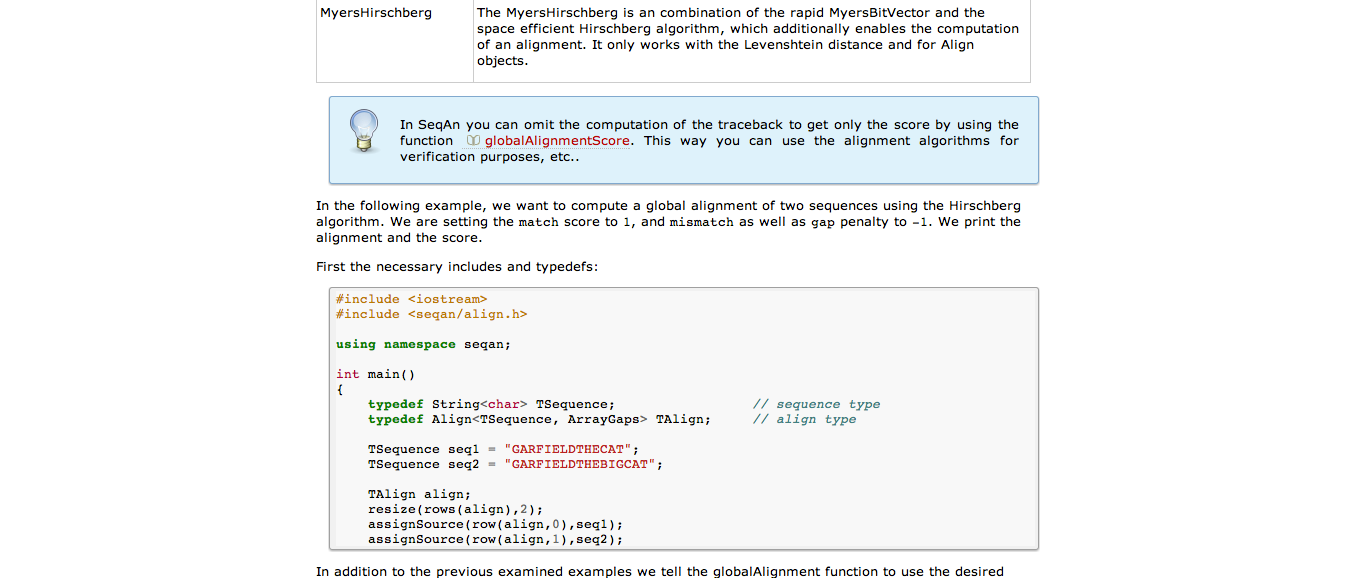 MyersHirschberg
The MyersHirschberg is an combination of the rapid MyersBitVector and the
space efficient Hirschberg algorithm, which additionally enables the computation
of an alignment. It only works with the Levenshtein distance and for Align
objects.
In SeqAn you can omit the computation of the traceback to get only the score by using the
function globalAlignmentScore. This way you can use the alignment algorithms for
verification purposes, etc..
In the following example, we want to compute a global alignment of two sequences using the Hirschberg
algorithm. We are setting the match score to 1, and mismatch as well as gap penalty to -1. We print the
alignment and the score.
First the necessary includes and typedefs:
#include <iostream>
#include <seqan/align.h>
using namespace seqan;
int main()
{
typedef String<char> TSequence; // sequence type
typedef Align<TSequence, ArrayGaps> TAlign; // align type
TSequence seq1 = "GARFIELDTHECAT";
TSequence seq2 = "GARFIELDTHEBIGCAT";
TAlign align;
resize(rows(align),2);
assignSource(row(align,0),seq1);
assignSource(row(align,1),seq2);
In addition to the previous examined examples we tell the globalAlignment function to use the desired